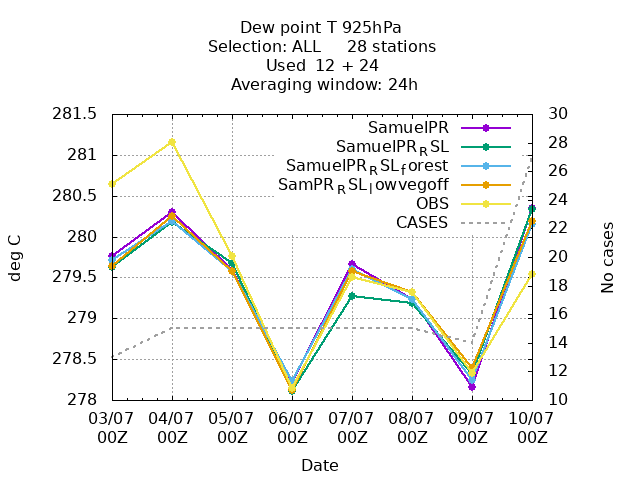 Dew point T 925hPa
Selection: ALL 28 stations
Used 12 + 24
Averaging window: 24h
281.5
281
280.5
280
279.5
279
278.5
278
deg C
30
28
26
24
22
20
18
16
14
12
10
No cases
SamuelPR
SamuelPR_RSL
SamuelPR_RSL_forest
SamPR_RSL_lowvegoff
OBS
CASES
03/07 04/07 05/07 06/07 07/07 08/07 09/07 10/07
00Z 00Z 00Z 00Z 00Z 00Z 00Z 00Z
Date